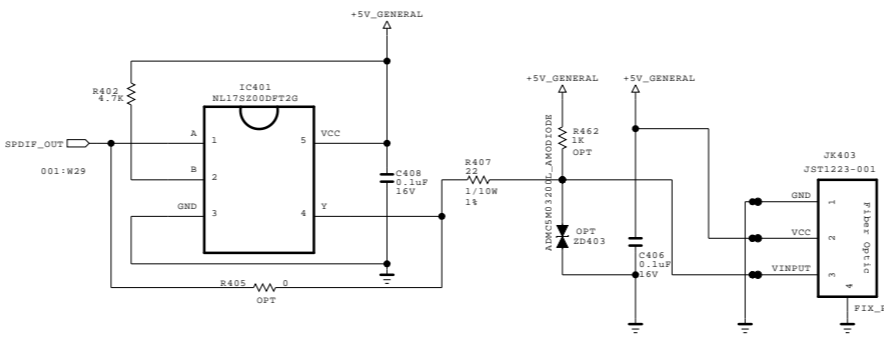 +5V_GENERAL
R402
4.7K
IC401
NL17SZ00DFT2G
SPDIF_OUT
001:W29
A
1
B
2
GND
3
5
VCC
4
Y
C408
0.1uF
16V
R405
0
OPT
R407
22
1/10W
1%
+5V_GENERAL
R462
1K
OPT
ADMC5M03200L_AMODIODE
OPT
ZD403
+5V_GENERAL
C406
0.1uF
16V
JK403
JST1223-001
GND
1
VCC
2
VINPUT
3
4
Fiber Optic